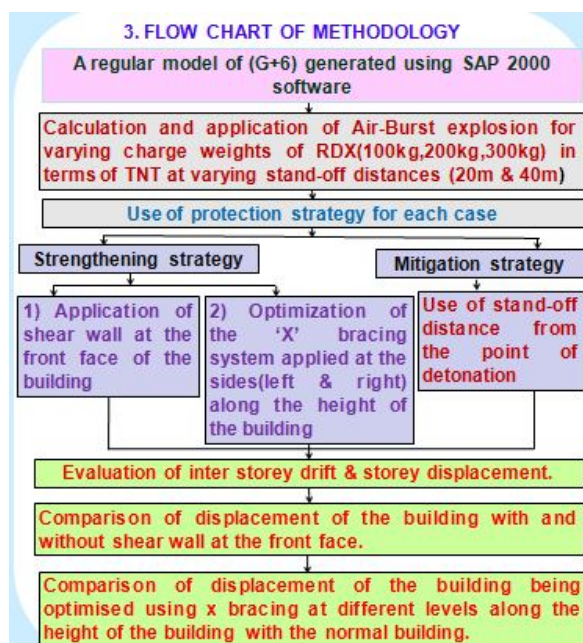 3. FLOW CHART OF METHODOLOGY
A regular model of (G+6) generated using SAP 2000
software
Calculation and application of Air-Burst explosion for
varying charge weights of RDX(100kg,200kg,300kg) in
terms of TNT at varying stand-off distances (20m & 40m)
Use of protection strategy for each case
Strengthening strategy
Mitigation strategy
1) Application of
shear wall at the
front face of the
building
2) Optimization of
the ‘X’ bracing
system applied at the
sides(left & right)
along the height of
the building
Use of stand-off
distance from
the point of
detonation
Evaluation of inter storey drift & storey displacement.
Comparison of displacement of the building with and
without shear wall at the front face.
Comparison of displacement of the building being
optimised using x bracing at different levels along the
height of the building with the normal building.